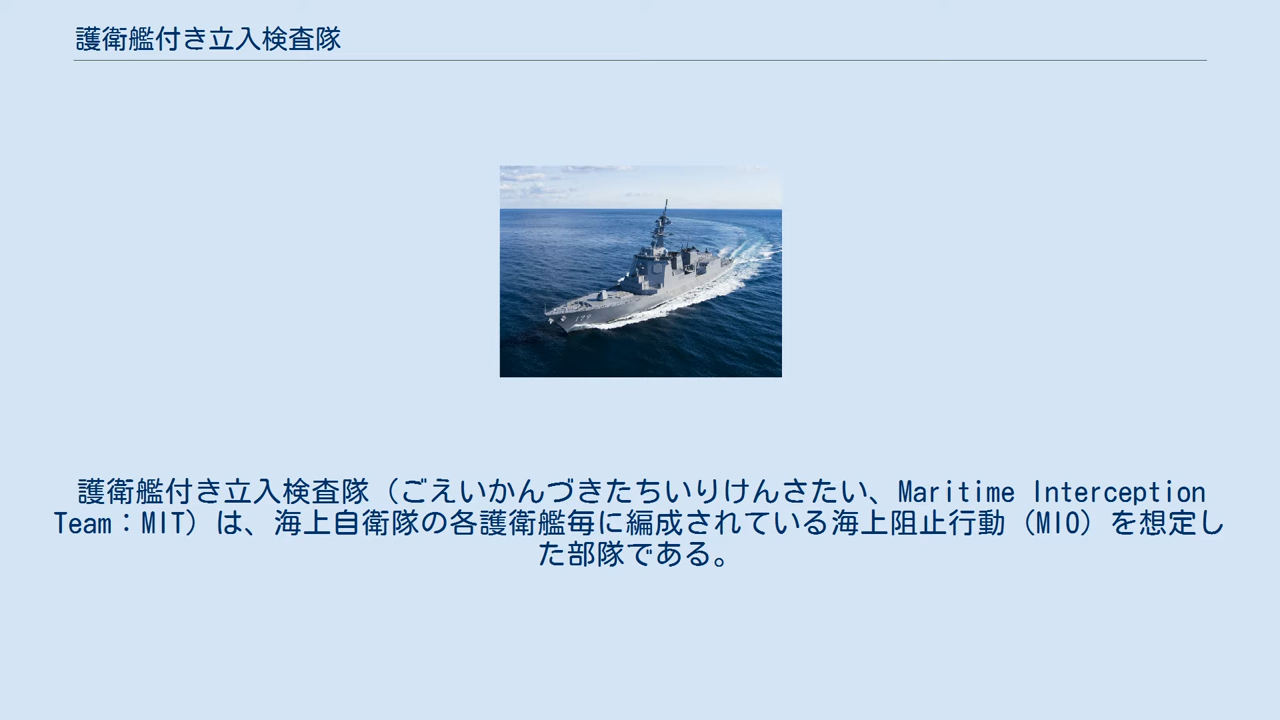 護衛艦付き立入検査隊
護衛艦付き立入検査隊（ごえいかんづきたちいりけんさたい、Maritime Interception
Team：MIT）は、海上自衛隊の各護衛艦毎に編成されている海上阻止行動（MIO）を想定し
た部隊である。